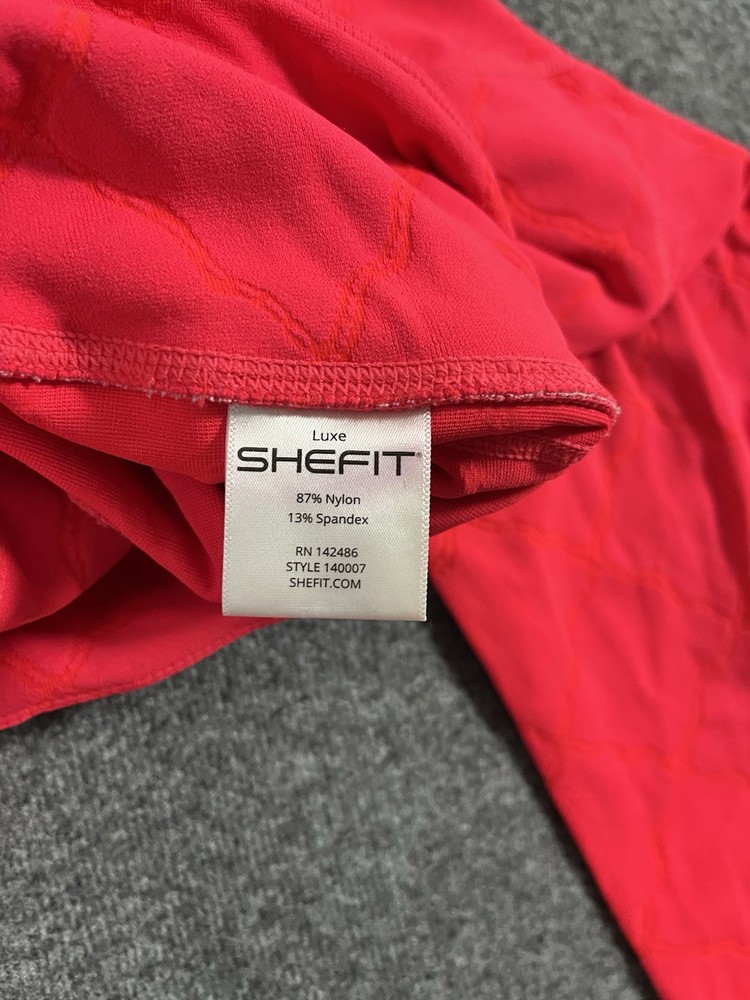 Luxe
SHEFIT®
87% Nylon
13% Spandex
RN 142486
STYLE 140007
SHEFIT.COM